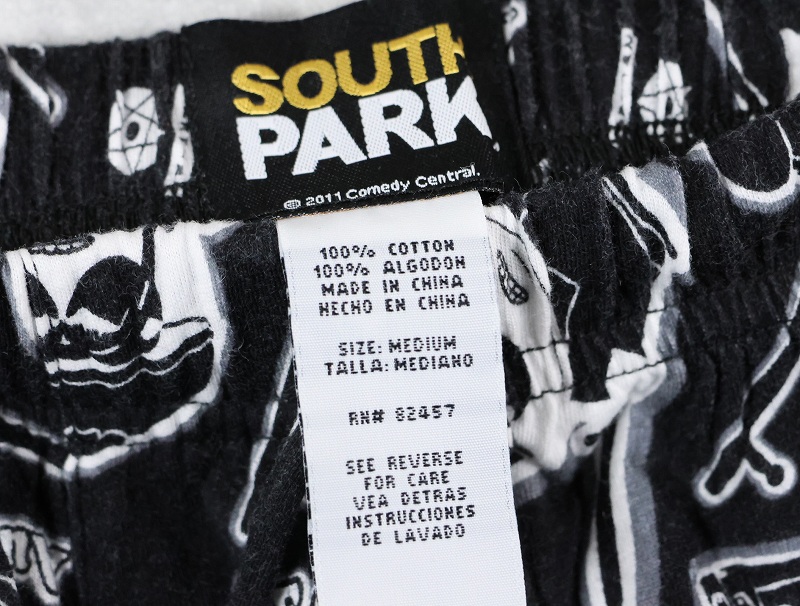 SOUTH
PARK
© 2011 Comedy Central.
100% COTTON
100% ALGODON
MADE IN CHINA
HECHO EN CHINA
SIZE: MEDIUM
TALLA: MEDIANO
RN# 82457
SEE REVERSE
FOR CARE
VEA DETRAS
INSTRUCCIONES
DE LAVADO